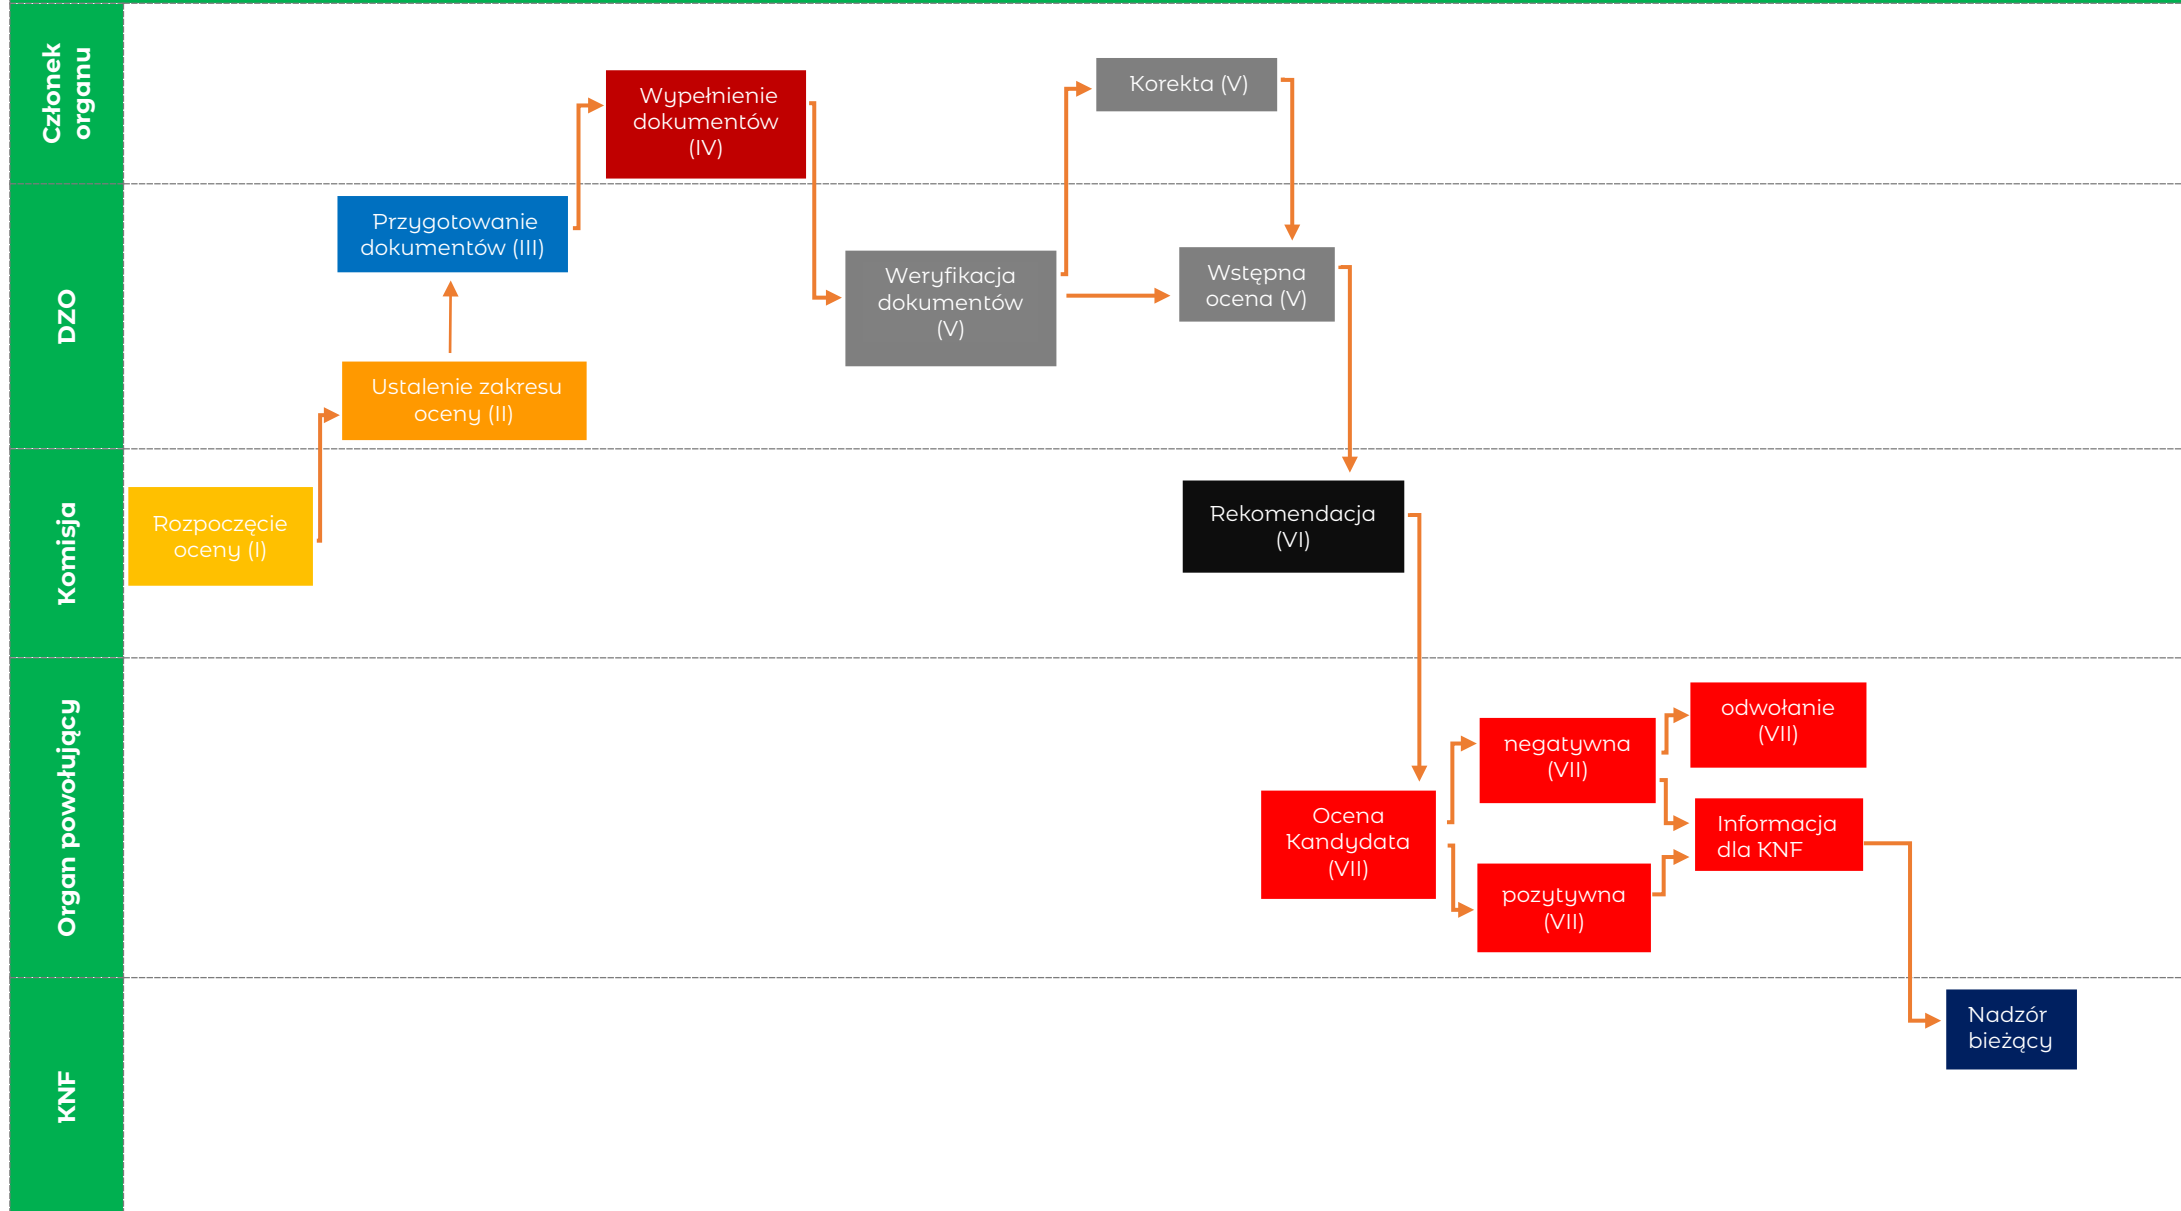 Członek
organu
Wypełnienie
dokumentów
(IV)
Korekta (V)
DZO
Przygotowanie
dokumentów (III)
Ustalenie zakresu
oceny (II)
Weryfikacja
dokumentów
(V)
Wstępna
ocena (V)
Komisja
Rozpoczęcie
oceny (I)
Rekomendacja
(VI)
Organ powołujący
Ocena
Kandydata
(VII)
negatywna
(VII)
pozytywna
(VII)
odwołanie
(VII)
Informacja
dla KNF
KNF
Nadzór
bieżący